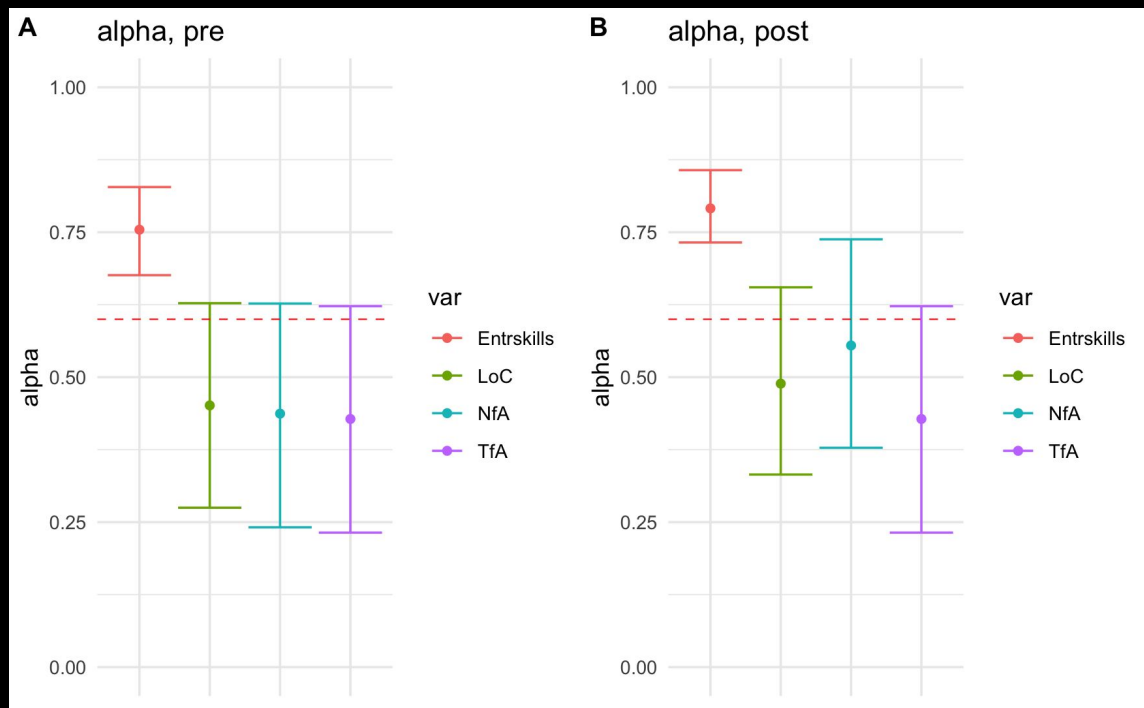 A
alpha, pre
1.00
0.75
0.50
0.25
0.00
alpha
var
Entrskills
LoC
NfA
TfA
B
alpha, post
1.00
0.75
0.50
0.25
0.00
alpha
var
Entrskills
LoC
NfA
TfA